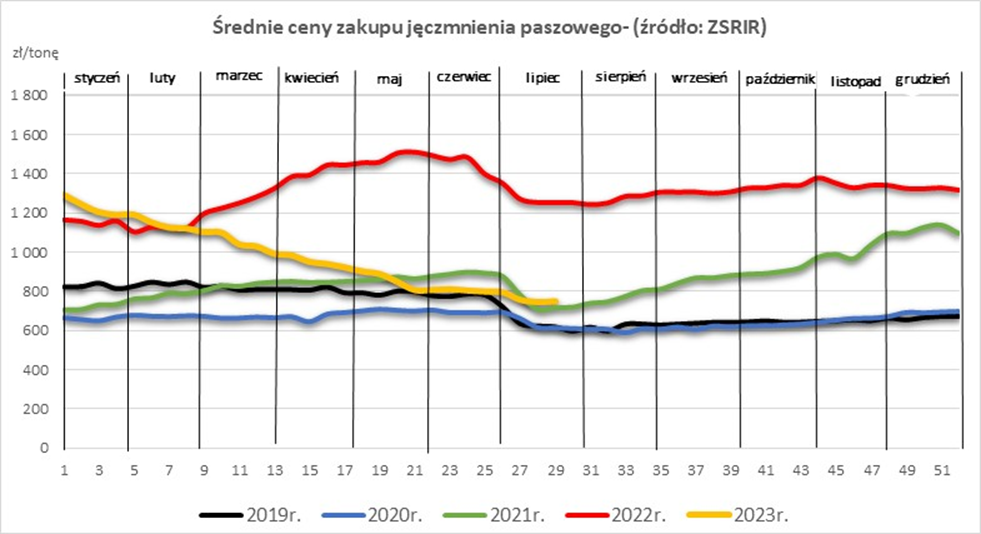 Średnie ceny zakupu jęczmnienia paszowego- (źródło: ZSRIR)
zł/tonę
styczeń luty marzec kwiecień maj czerwiec lipiec sierpień wrzesień październik listopad grudzień
1 800
1 600
1 400
1 200
1 000
800
600
400
200
0
1 3 5 7 9 11 13 15 17 19 21 23 25 27 29 31 33 35 37 39 41 43 45 47 49 51
2019r. 2020r. 2021r. 2022r. 2023r.